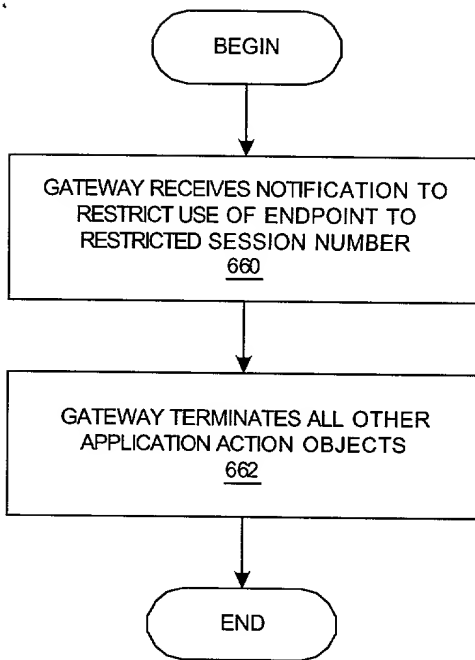 BEGIN
GATEWAY RECEIVES NOTIFICATION TO
RESTRICT USE OF ENDPOINT TO
RESTRICTED SESSION NUMBER
660
GATEWAY TERMINATES ALL OTHER
APPLICATION ACTION OBJECTS
662
END